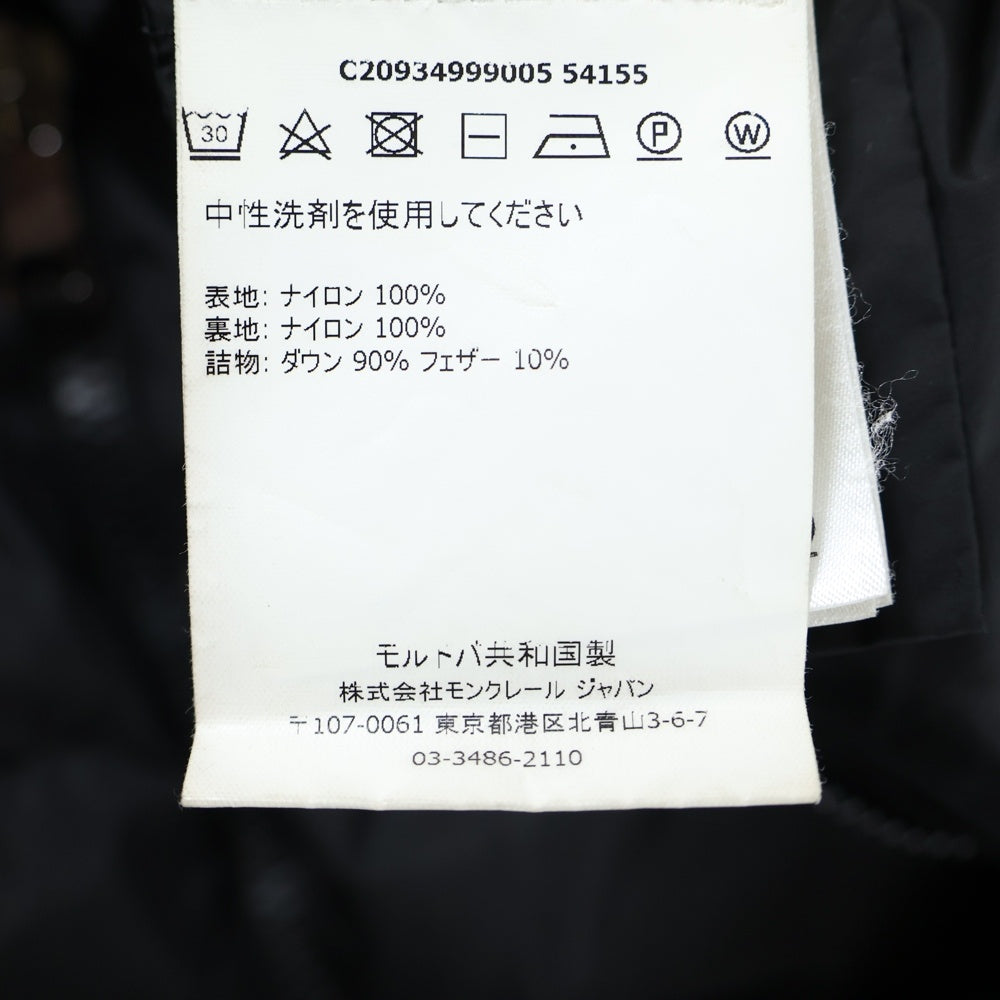 C20934999005 54155
30 P W
中性洗剤を使用してください
表地: ナイロン 100%
裏地: ナイロン 100%
詰物: ダウン 90% フェザー 10%
モルドバ共和国製
株式会社モンクレール ジャパン
〒107-0061 東京都港区北青山3-6-7
03-3486-2110